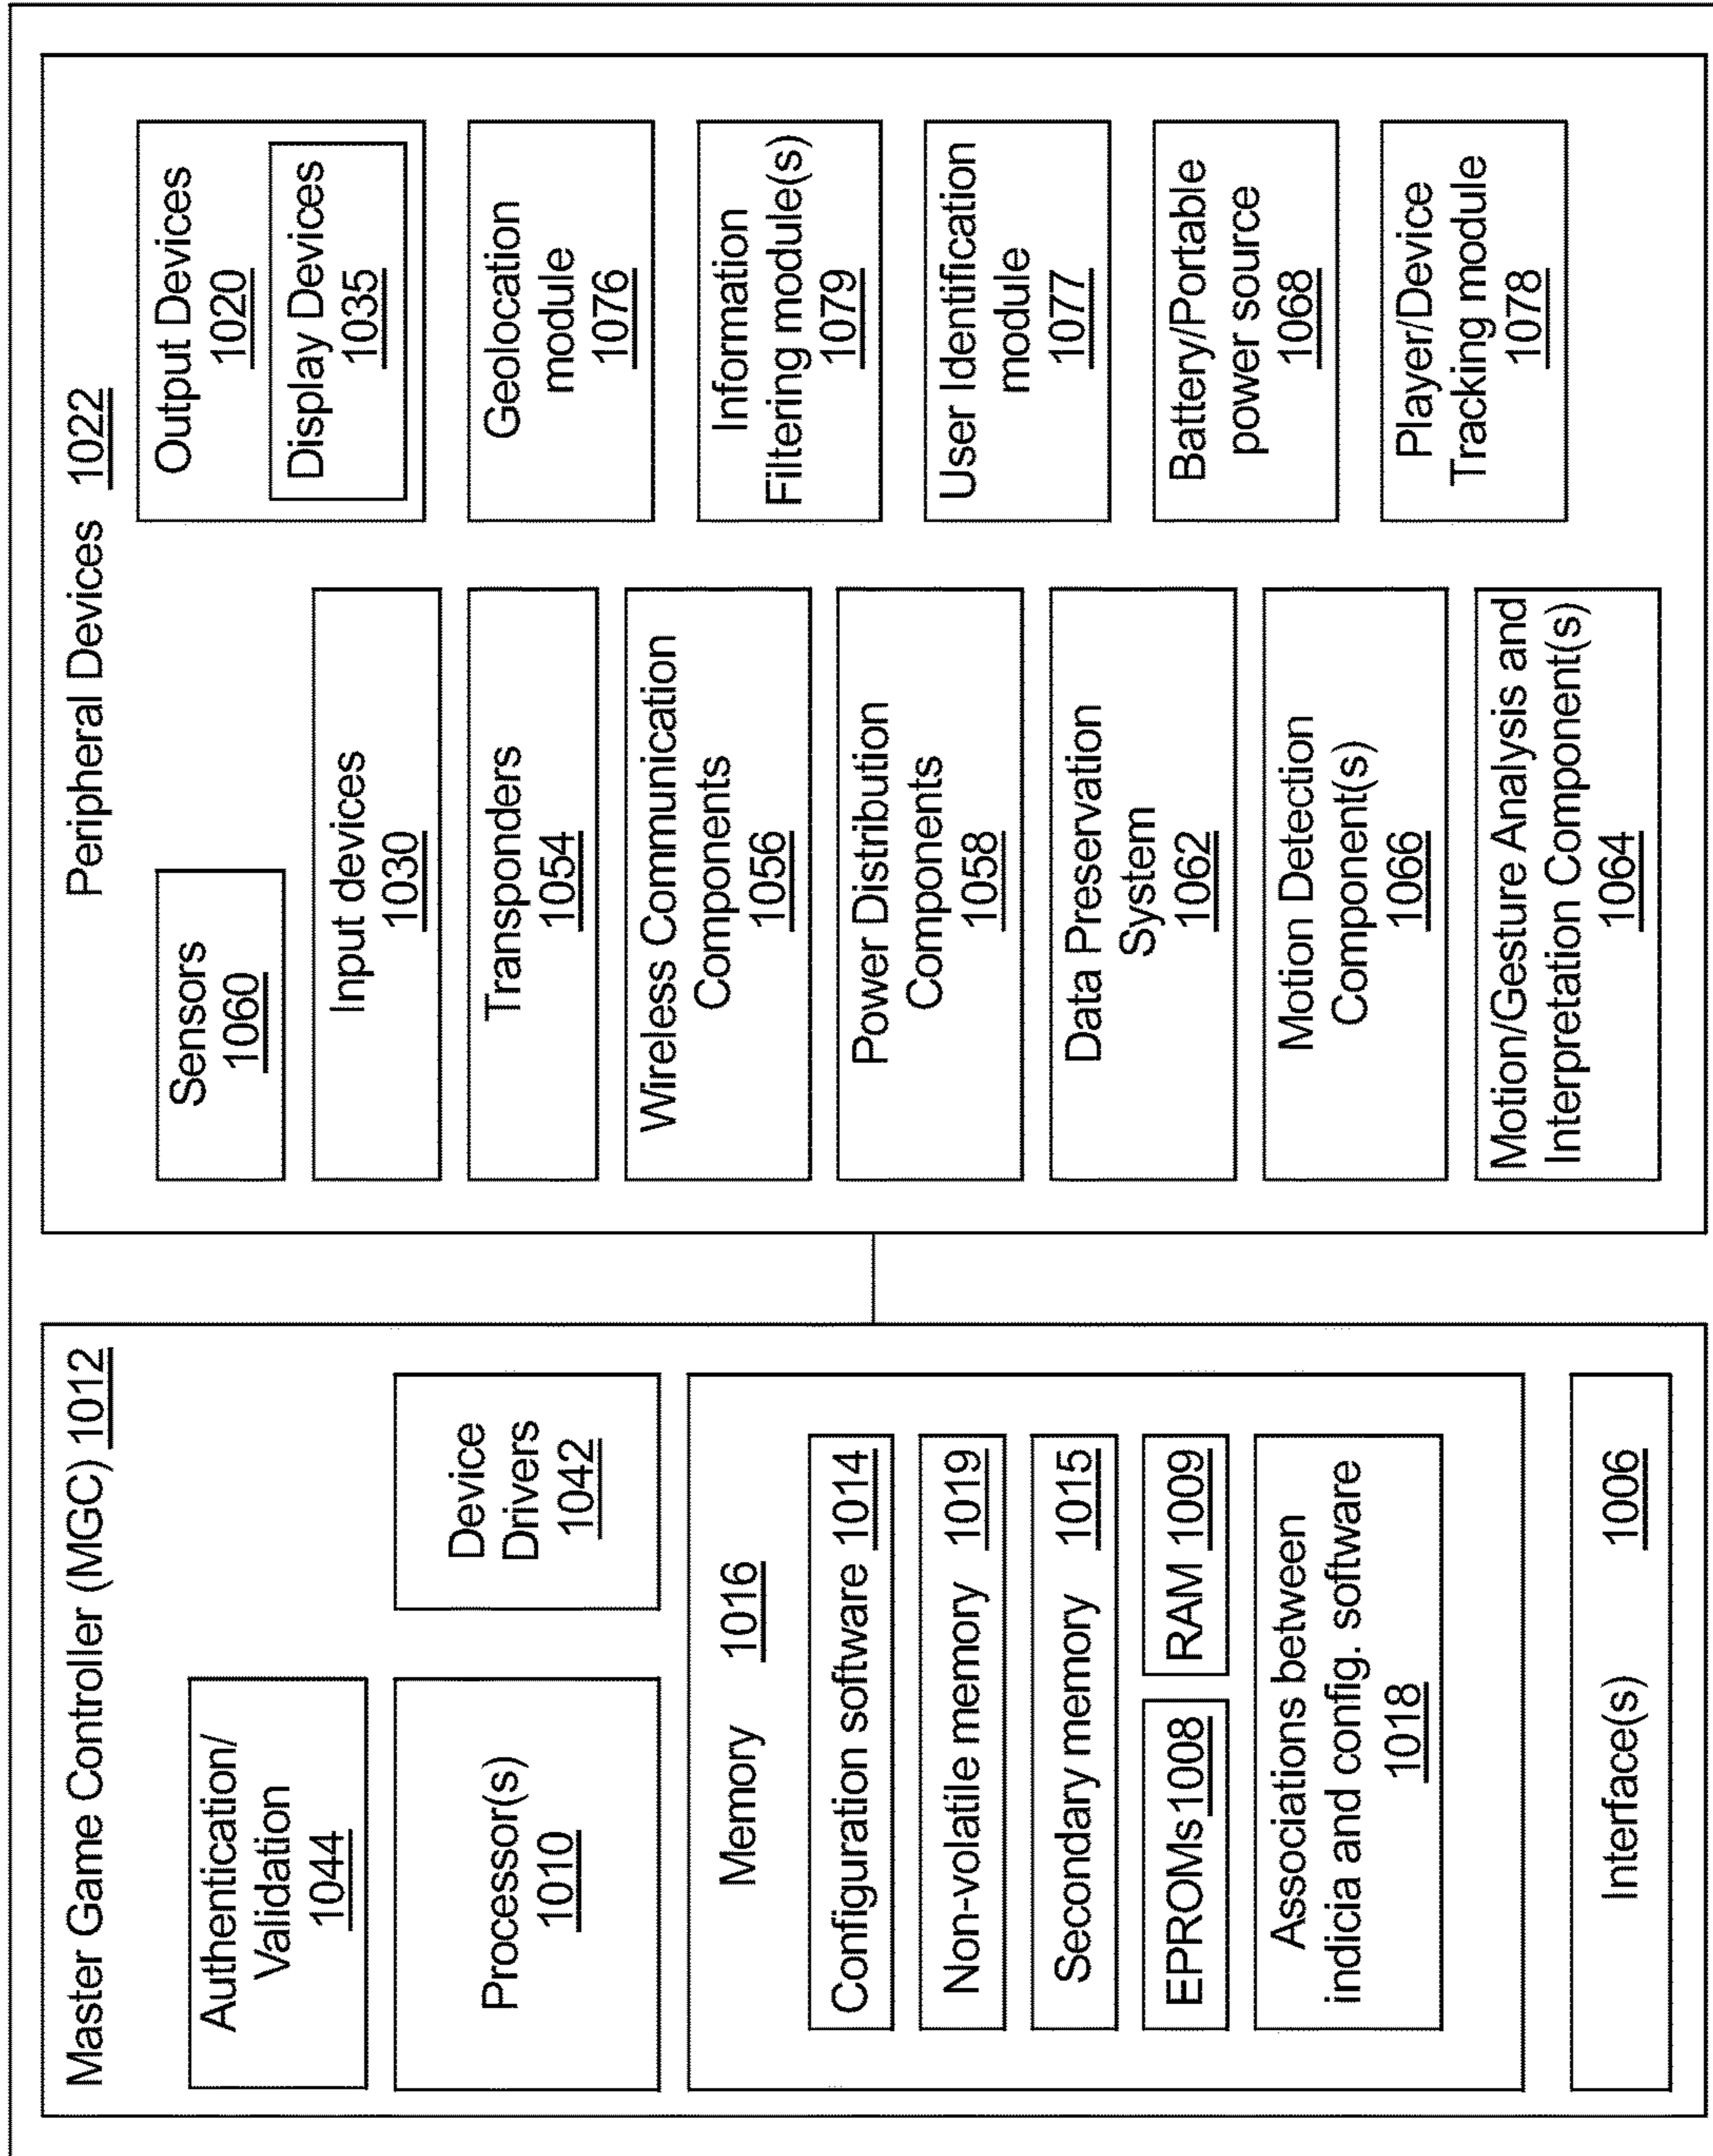 Master Game Controller (MGC) 1012
Authentication/
Validation
1044
Processor(s)
1010
Device
Drivers
1042
Memory 1016
Configuration software 1014
Non-volatile memory 1019
Secondary memory 1015
EPROMs 1008
RAM 1009
Associations between
indicia and config. software
1018
Interface(s) 1006
Peripheral Devices 1022
Sensors
1060
Input devices
1030
Transponders
1054
Wireless Communication
Components
1056
Power Distribution
Components
1058
Data Preservation
System
1062
Motion Detection
Component(s)
1066
Motion/Gesture Analysis and
Interpretation Component(s)
1064
Output Devices
1020
Display Devices
1035
Geolocation
module
1076
Information
Filtering module(s)
1079
User Identification
module
1077
Battery/Portable
power source
1068
Player/Device
Tracking module
1078